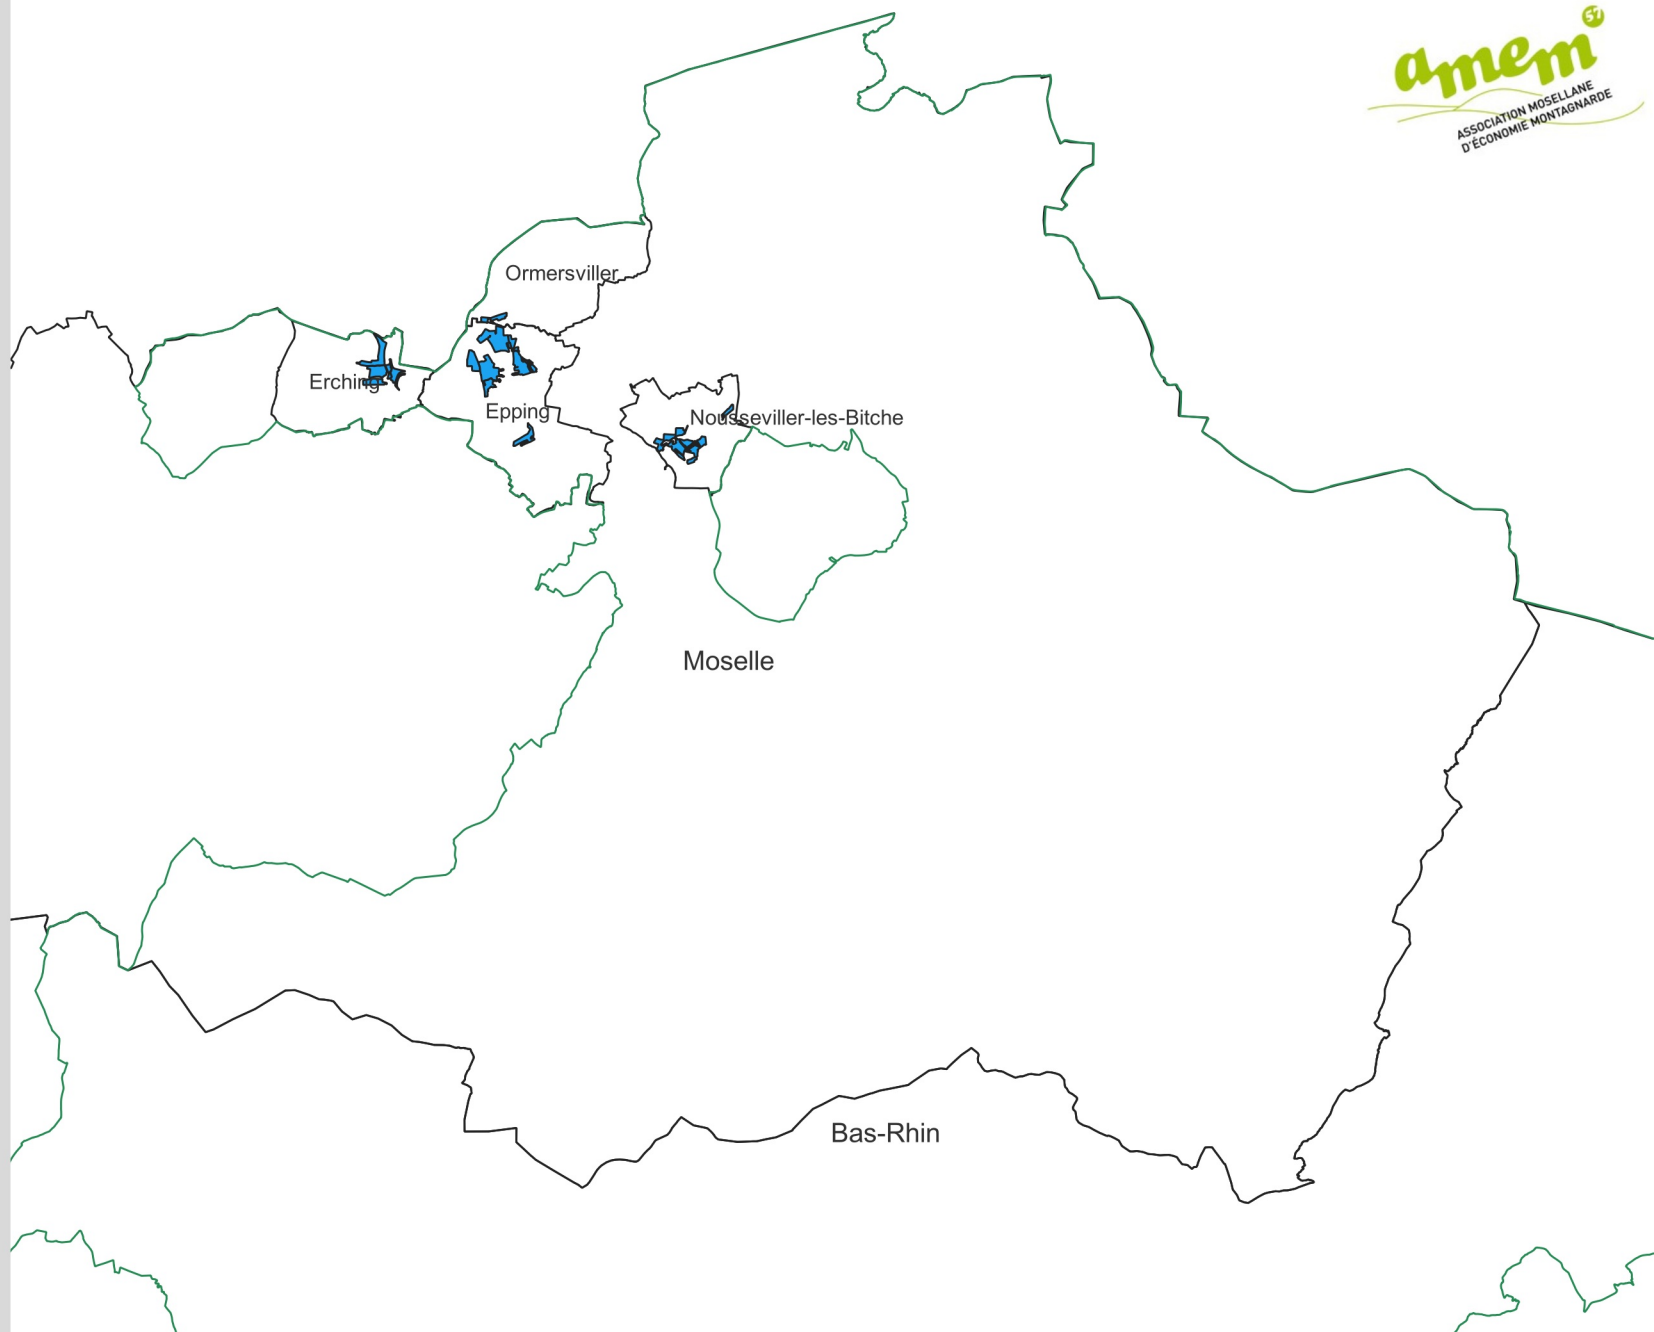 amem 57
ASSOCIATION MOSELLANE
D'ÉCONOMIE MONTAGNARDE
Ormersviller
Erching
Epping
Nousseviller-les-Bitche
Moselle
Bas-Rhin